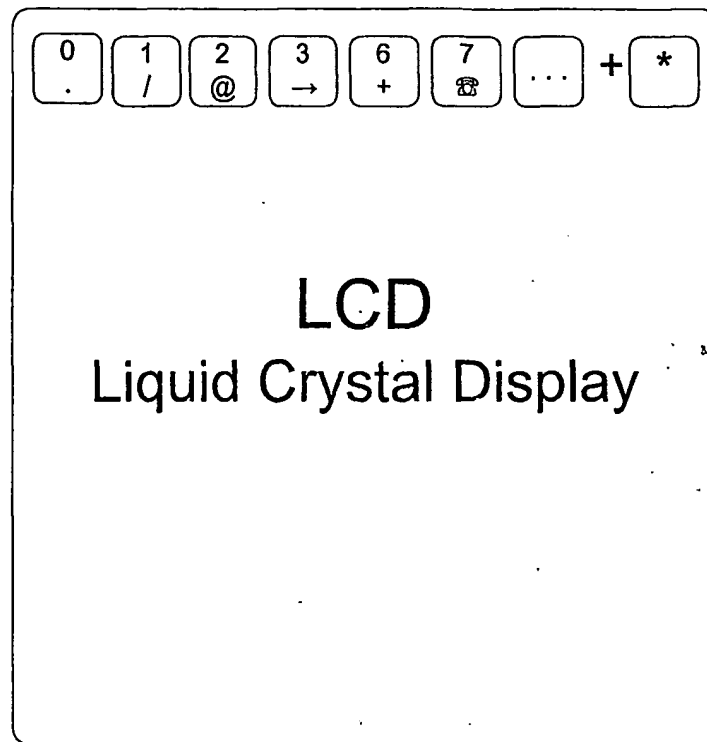 0 1 2 3 6 7 ... + *
. / @ → + ☎
LCD
Liquid Crystal Display